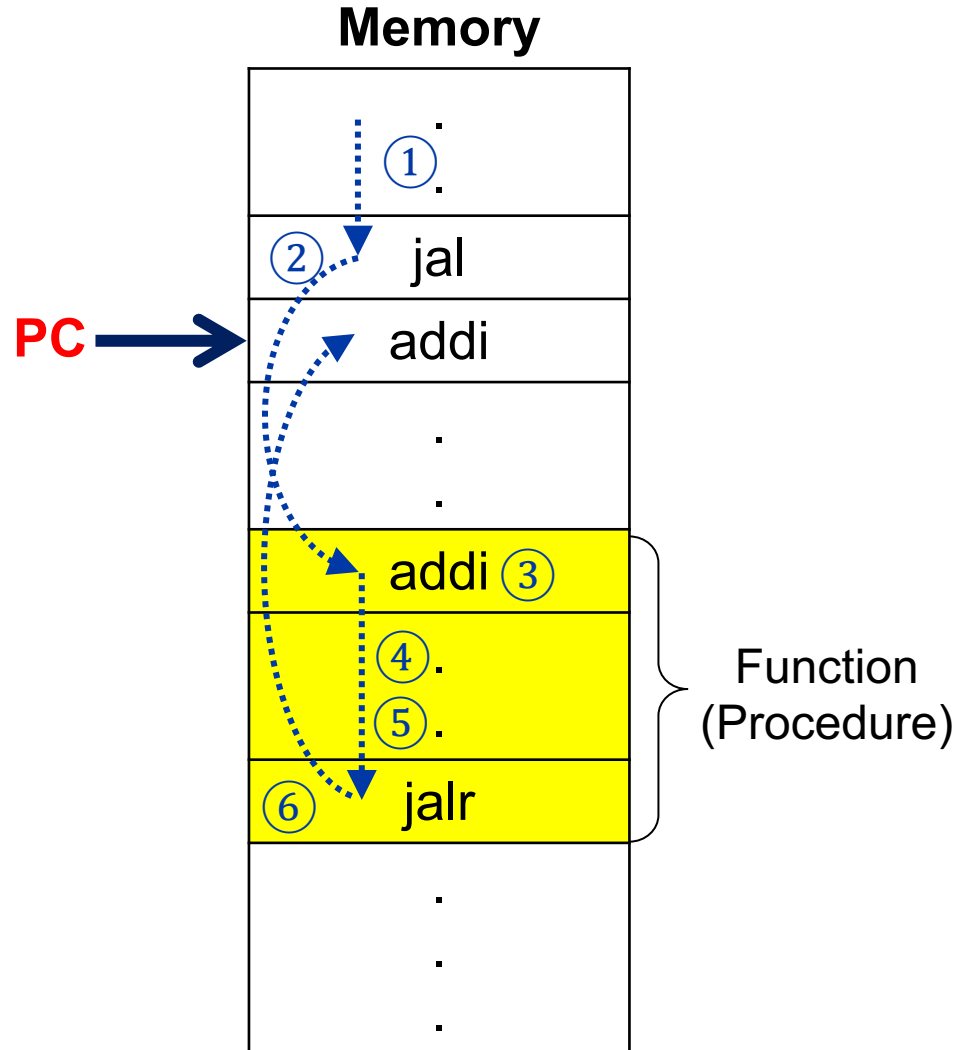 Memory
.
①
.
② jal
PC addi
.
.
addi ③
④ .
⑤ .
Function
(Procedure)
⑥ jalr
.
.
.